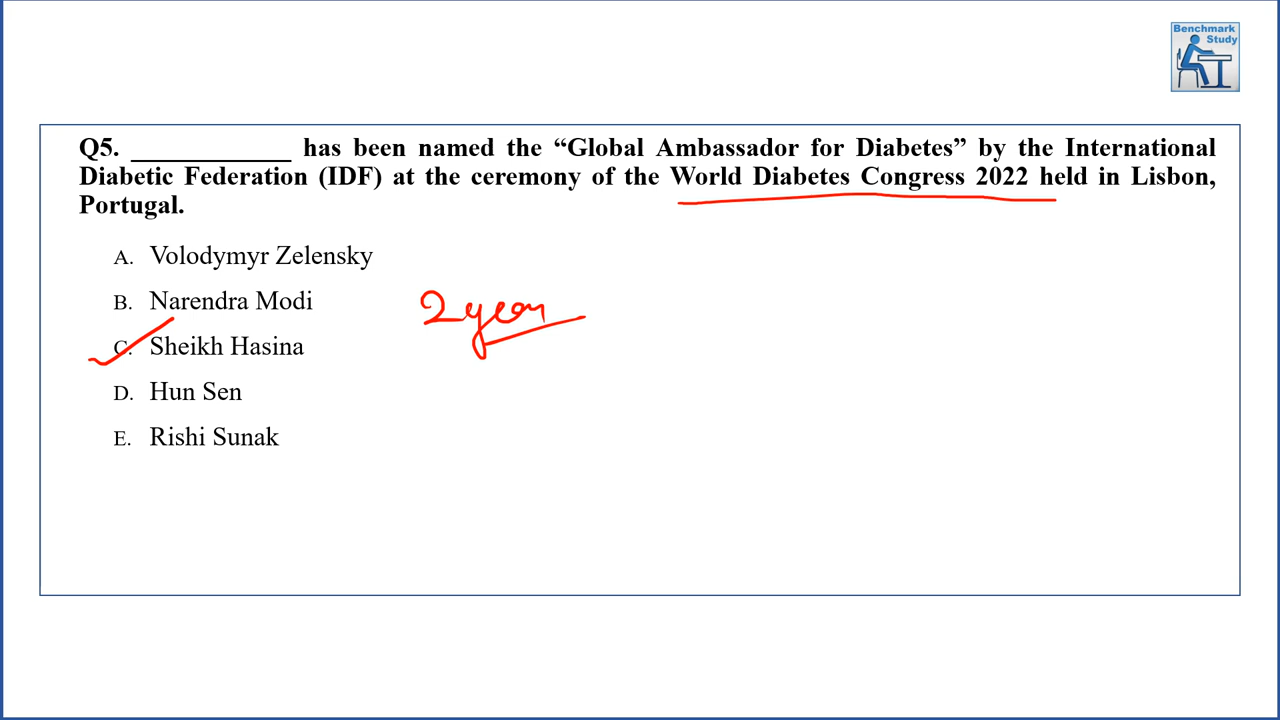 Benchmark
Study
Q5. ____________ has been named the “Global Ambassador for Diabetes” by the International
Diabetic Federation (IDF) at the ceremony of the World Diabetes Congress 2022 held in Lisbon,
Portugal.
A. Volodymyr Zelensky
B. Narendra Modi
2 year
C. Sheikh Hasina
D. Hun Sen
E. Rishi Sunak